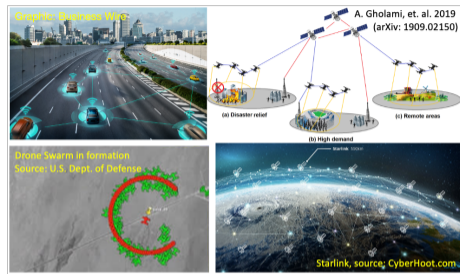 Graphic: Business Wire
A. Gholami, et. al. 2019
(arXiv: 1909.02150)
(a) Disaster relief
(b) High demand
(c) Remote areas
Drone Swarm in formation
Source: U.S. Dept. of Defense
Starlink, source; CyberHoot.com